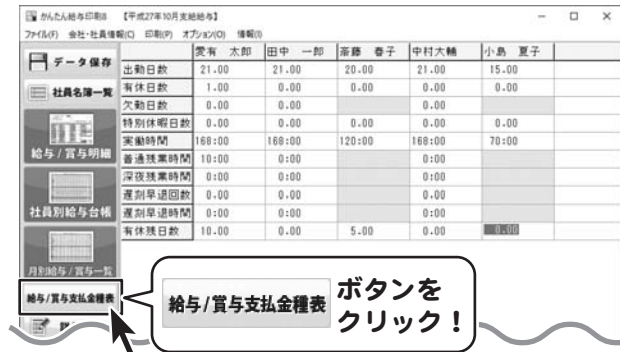 かんたん給与印刷8 【平成27年10月支給給与】
ファイル(F) 会社・社員情報(C) 印刷(P) オプション(O) 情報(I)
データ保存
社員名簿一覧
給与/賞与明細
社員別給与台帳
月別給与/賞与一覧
給与/賞与支払金種表
愛有 太郎 田中 一郎 斎藤 春子 中村大輔 小島 夏子
出勤日数 21.00 21.00 20.00 21.00 15.00
有休日数 1.00 0.00 0.00 0.00 0.00
欠勤日数 0.00 0.00 0.00
特別休暇日数 0.00 0.00 0.00 0.00 0.00
実働時間 168:00 168:00 120:00 168:00 70:00
普通残業時間 10:00 0:00 0:00
深夜残業時間 0:00 0:00 0:00
遅刻早退回数 0.00 0.00 0.00
遅刻早退時間 0:00 0:00 0:00
有休残日数 10.00 0.00 5.00 0.00 0.00
給与/賞与支払金種表
ボタンを
クリック!